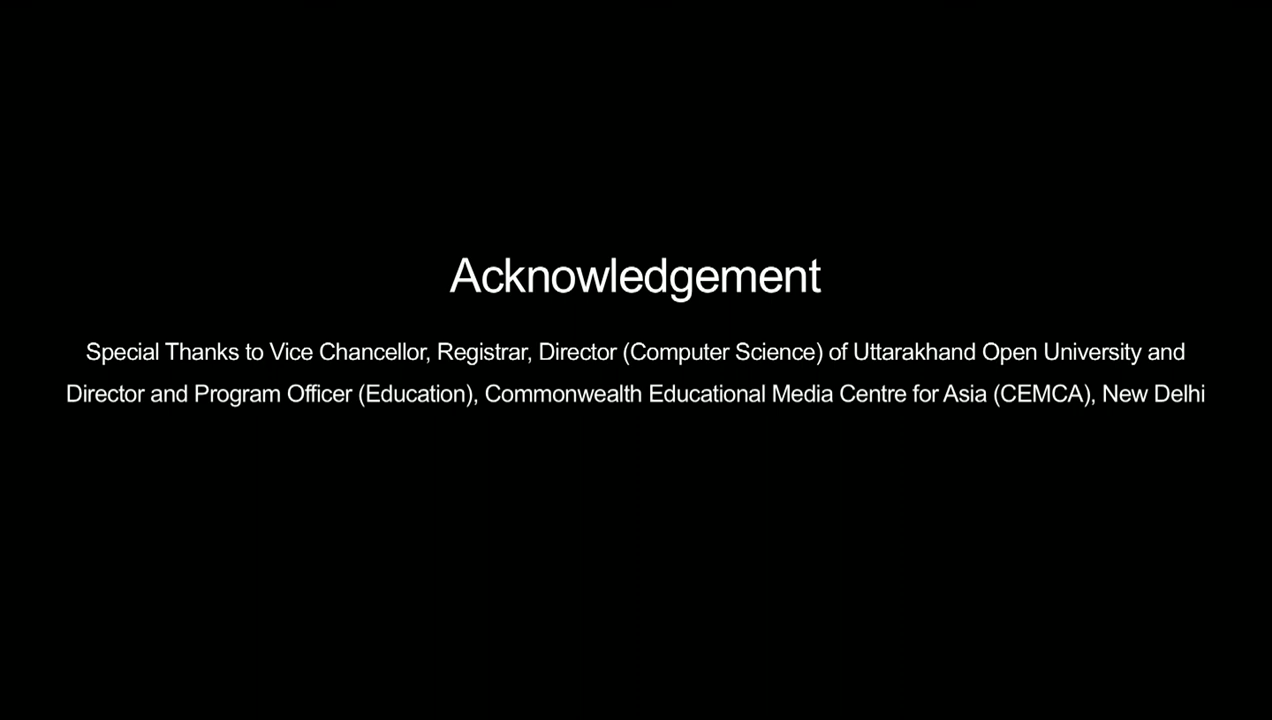 Acknowledgement
Special Thanks to Vice Chancellor, Registrar, Director (Computer Science) of Uttarakhand Open University and
Director and Program Officer (Education), Commonwealth Educational Media Centre for Asia (CEMCA), New Delhi